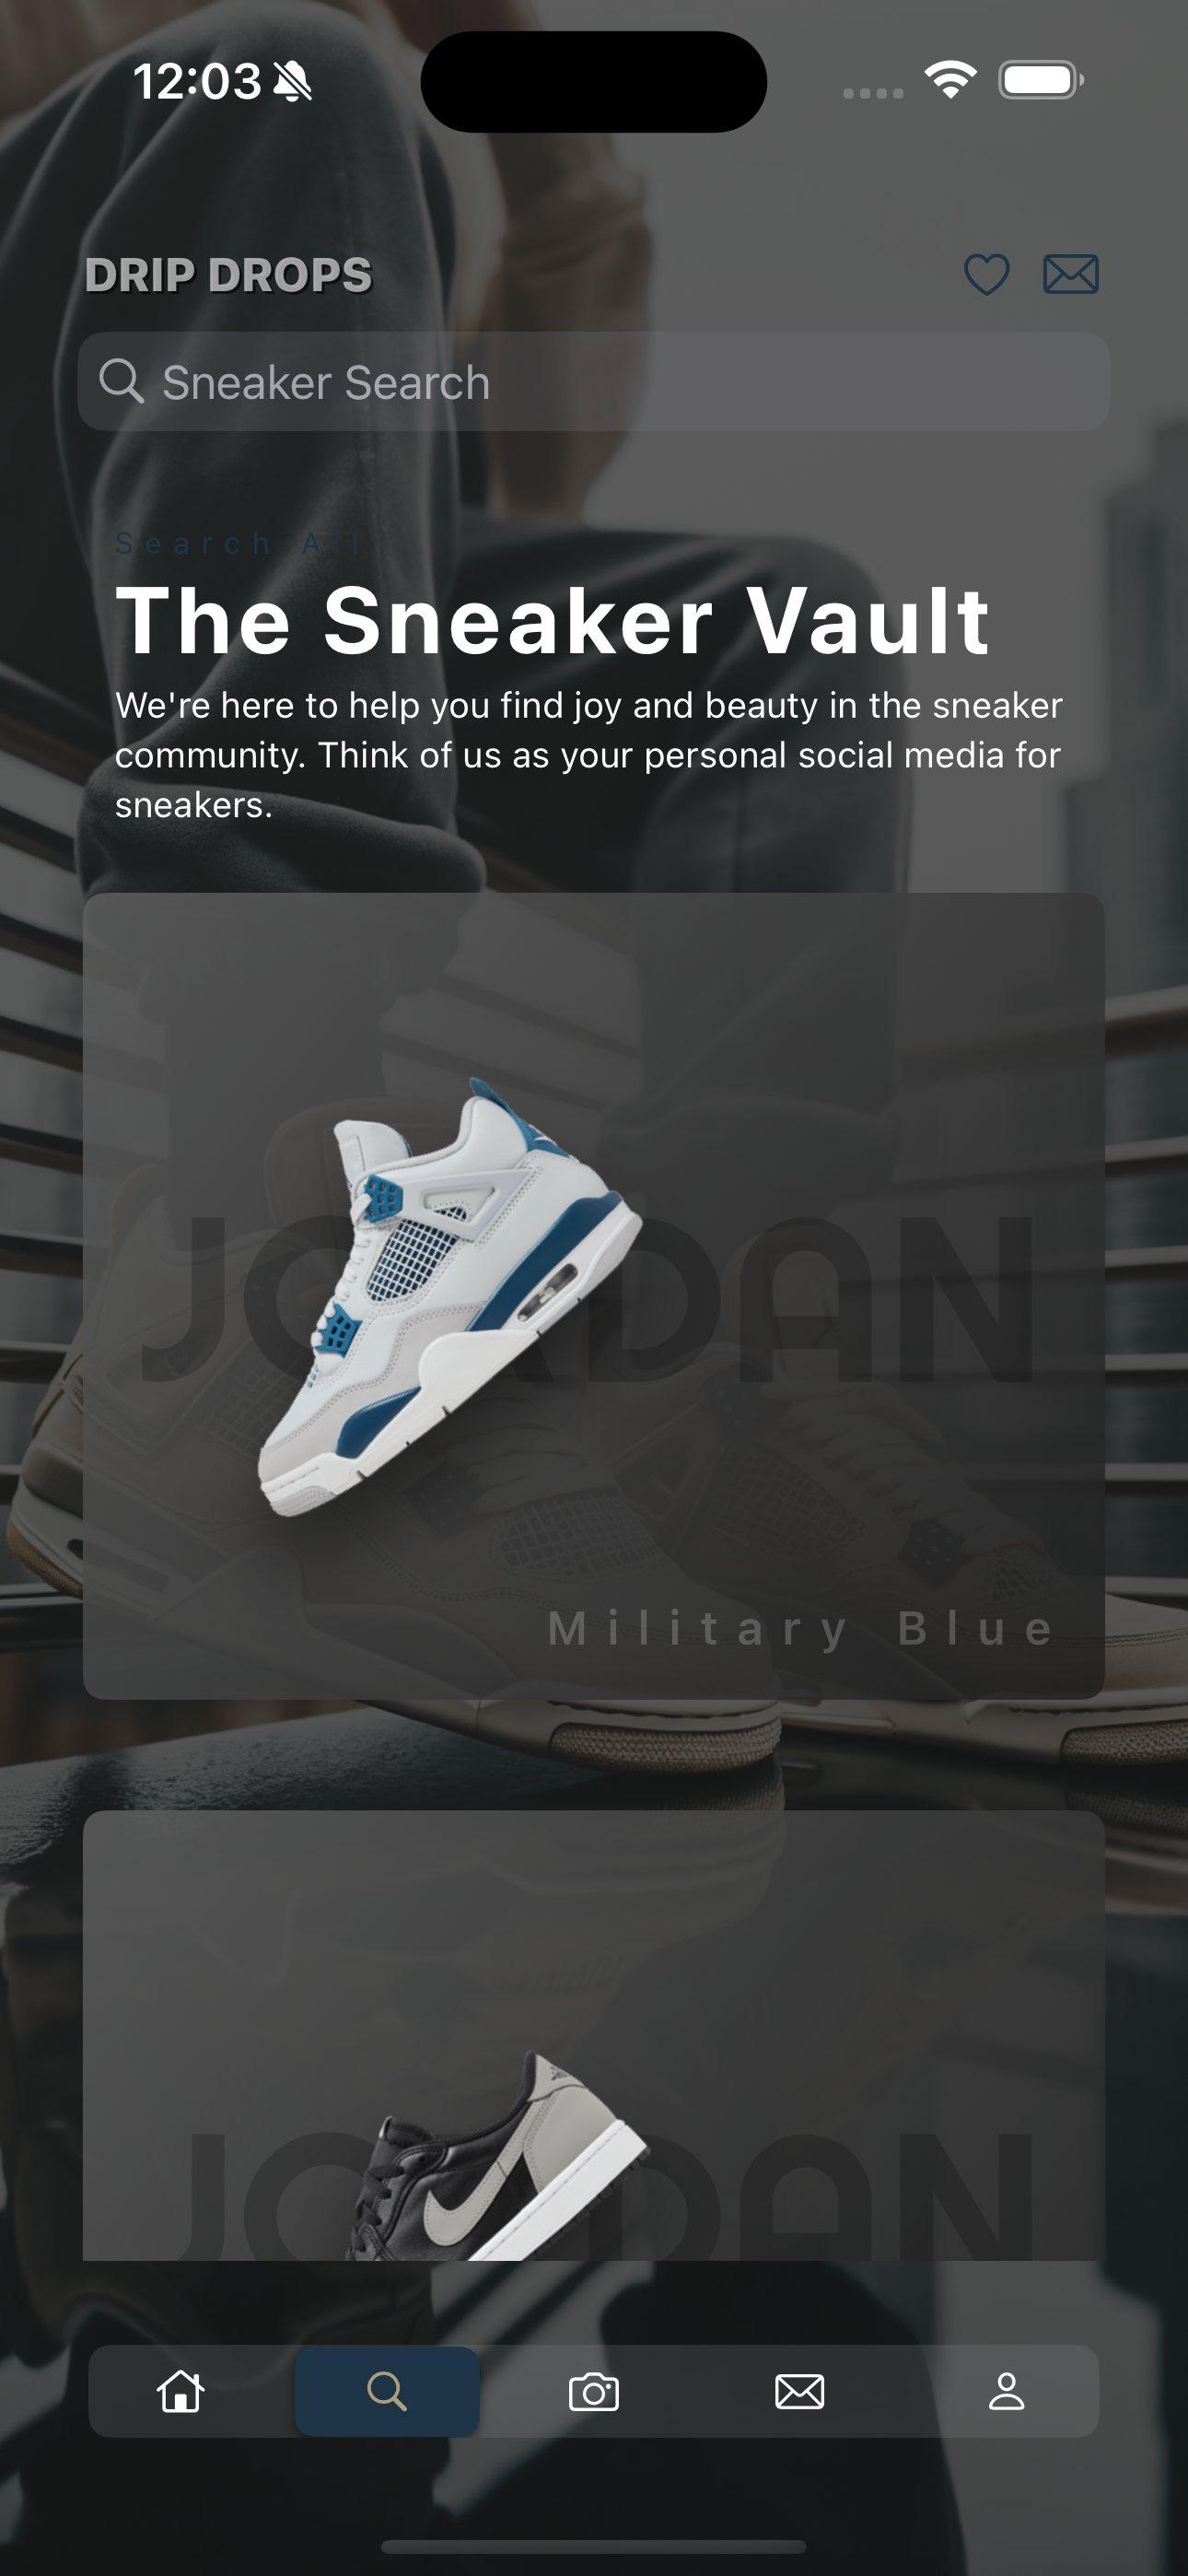 12:03
DRIP DROPS
Sneaker Search
Search All
The Sneaker Vault
We're here to help you find joy and beauty in the sneaker
community. Think of us as your personal social media for
sneakers.
JORDAN
Military Blue
JORDAN